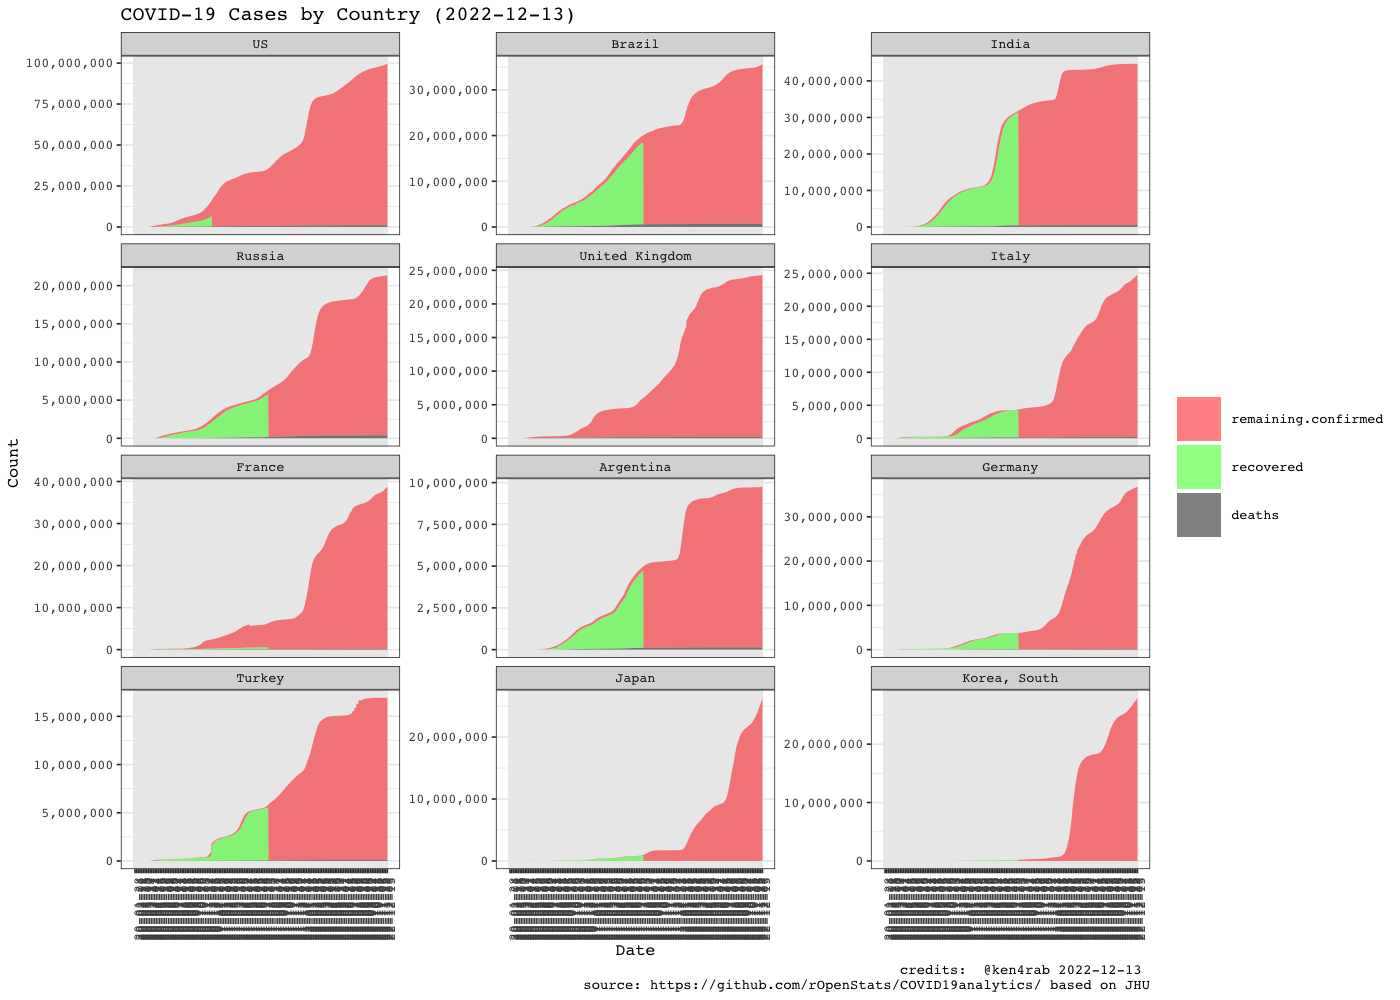 COVID-19 Cases by Country (2022-12-13)
US
Brazil
India
100,000,000
75,000,000
50,000,000
25,000,000
0
30,000,000
20,000,000
10,000,000
0
40,000,000
30,000,000
20,000,000
10,000,000
0
Russia
United Kingdom
Italy
20,000,000
15,000,000
10,000,000
5,000,000
0
25,000,000
20,000,000
15,000,000
10,000,000
5,000,000
0
25,000,000
20,000,000
15,000,000
10,000,000
5,000,000
0
remaining.confirmed
recovered
deaths
Count
France
Argentina
Germany
40,000,000
30,000,000
20,000,000
10,000,000
0
10,000,000
7,500,000
5,000,000
2,500,000
0
30,000,000
20,000,000
10,000,000
0
Turkey
Japan
Korea, South
15,000,000
10,000,000
5,000,000
0
20,000,000
10,000,000
0
20,000,000
10,000,000
0
Date
credits:  @ken4rab 2022-12-13
source: https://github.com/rOpenStats/COVID19analytics/ based on JHU